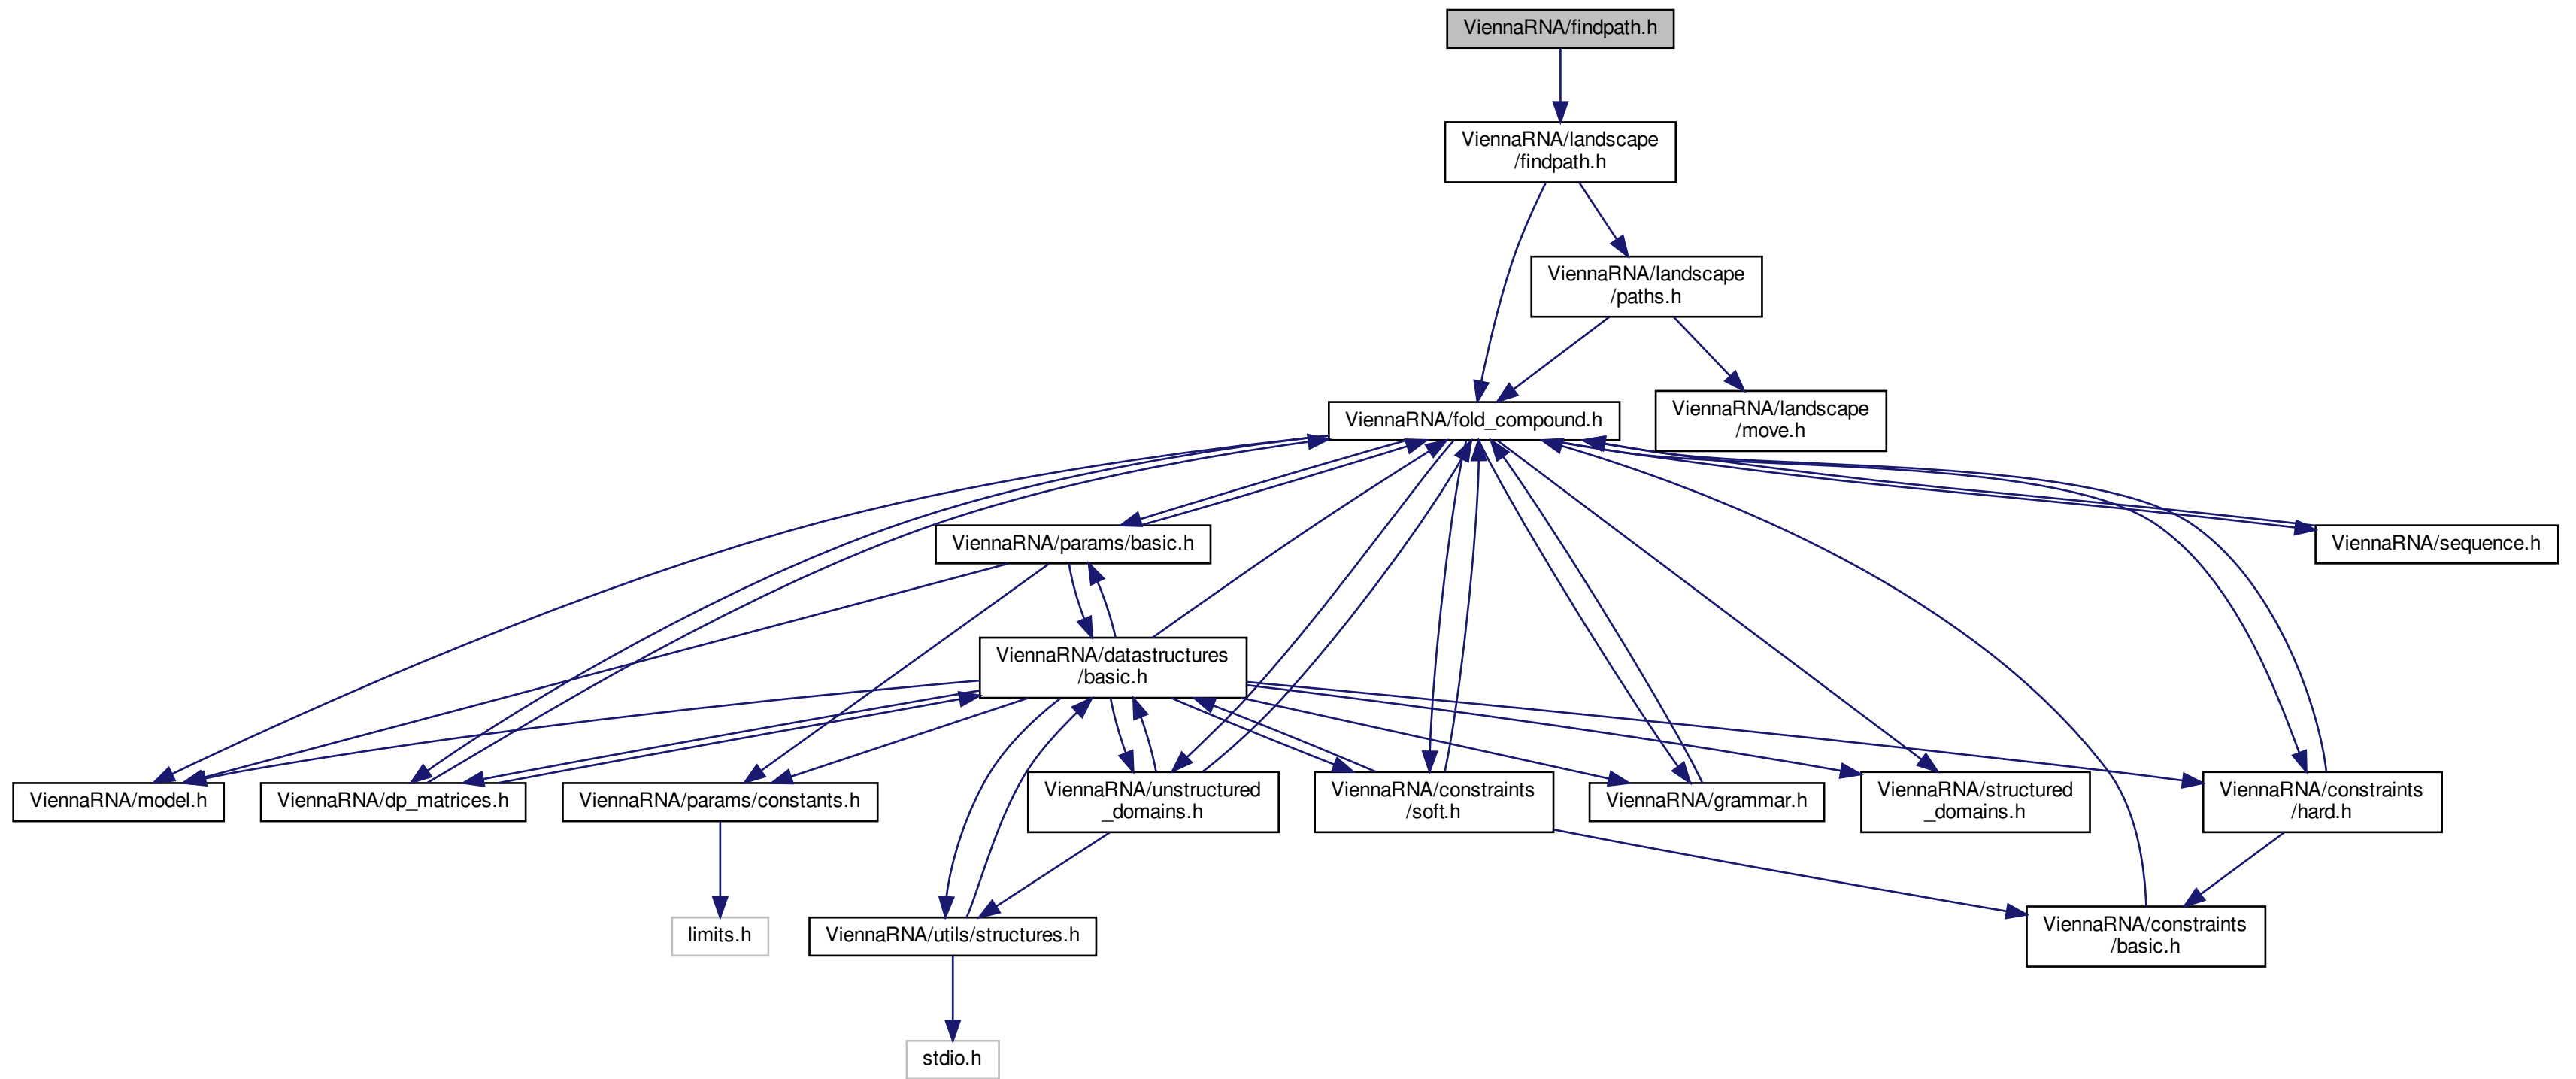 ViennaRNA/findpath.h
ViennaRNA/landscape
/findpath.h
ViennaRNA/landscape
/paths.h
ViennaRNA/fold_compound.h
ViennaRNA/landscape
/move.h
ViennaRNA/params/basic.h
ViennaRNA/sequence.h
ViennaRNA/datastructures
/basic.h
ViennaRNA/model.h
ViennaRNA/dp_matrices.h
ViennaRNA/params/constants.h
ViennaRNA/unstructured
_domains.h
ViennaRNA/constraints
/soft.h
ViennaRNA/grammar.h
ViennaRNA/structured
_domains.h
ViennaRNA/constraints
/hard.h
limits.h
ViennaRNA/utils/structures.h
ViennaRNA/constraints
/basic.h
stdio.h